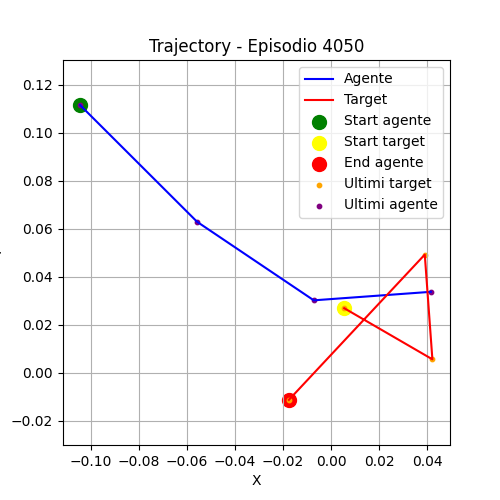 Trajectory - Episodio 4050
Agente
Target
Start agente
Start target
End agente
Ultimi target
Ultimi agente
0.12
0.10
0.08
0.06
0.04
0.02
0.00
−0.02
−0.10 −0.08 −0.06 −0.04 −0.02 0.00 0.02 0.04
X